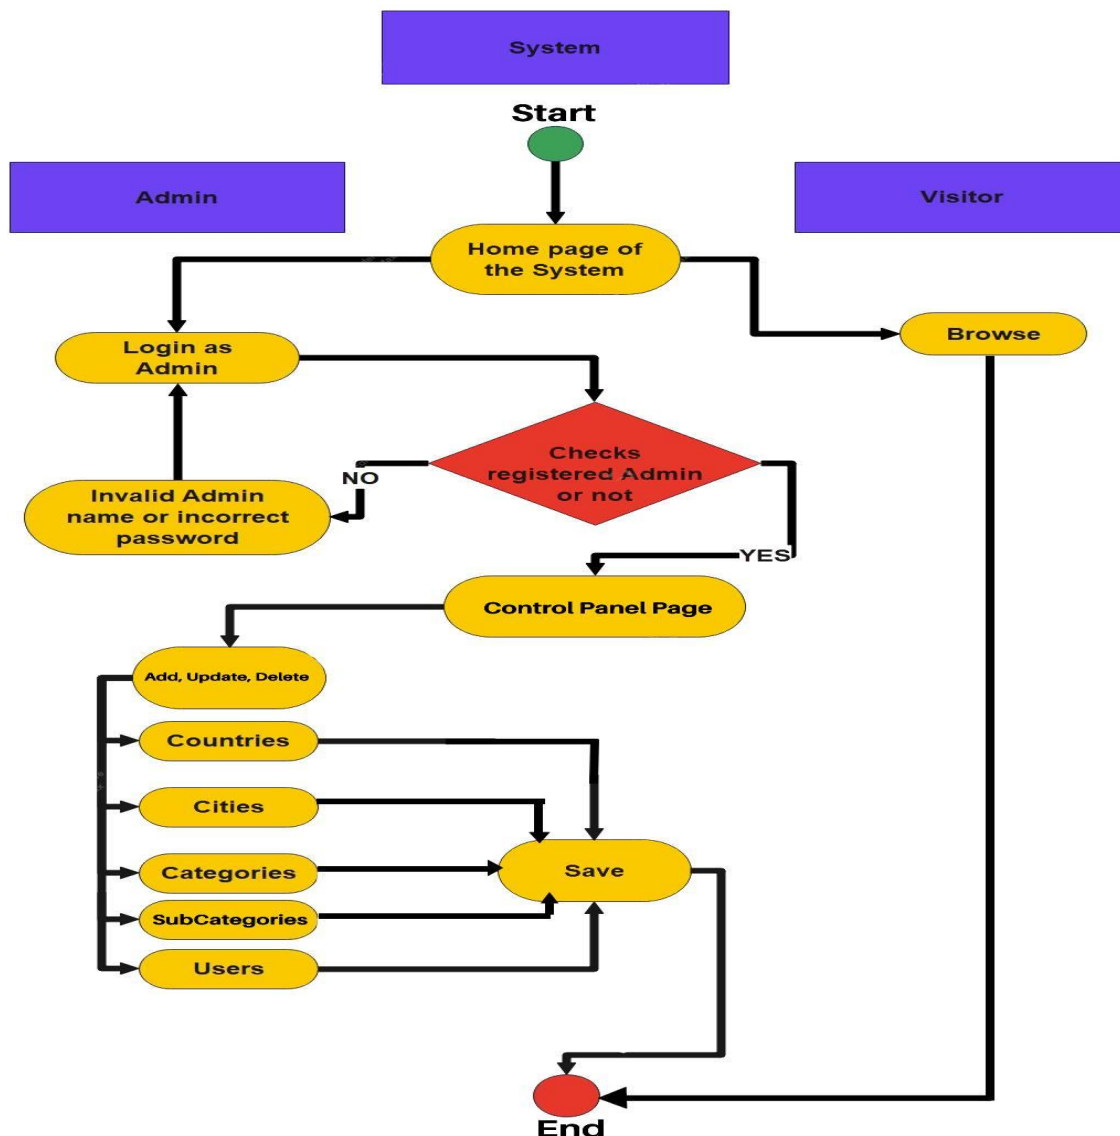 System
Start
Admin
Visitor
Home page of
the System
Browse
Login as
Admin
Checks
registered Admin
or not
NO
Invalid Admin
name or incorrect
password
YES
Control Panel Page
Add, Update, Delete
Countries
Cities
Categories
Save
SubCategories
Users
End